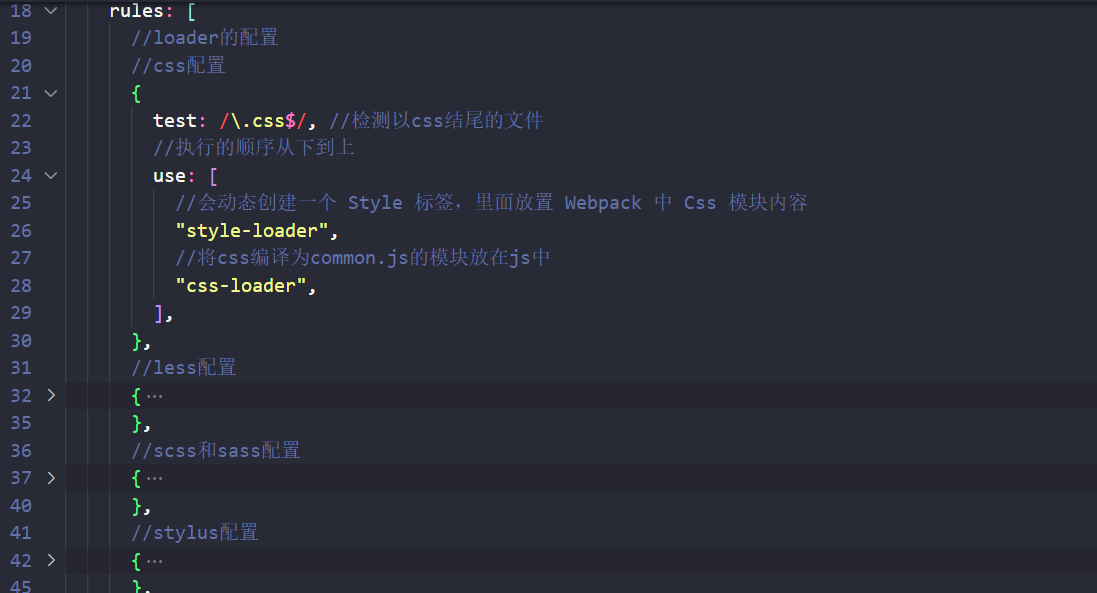 18 rules: [
19 //loader的配置
20 //css配置
21 {
22 test: /\.css$/, //检测以css结尾的文件
23 //执行的顺序从下到上
24 use: [
25 //会动态创建一个 Style 标签，里面放置 Webpack 中 Css 模块内容
26 "style-loader",
27 //将css编译为common.js的模块放在js中
28 "css-loader",
29 ],
30 },
31 //less配置
32 {…
35 },
36 //scss和sass配置
37 {…
40 },
41 //stylus配置
42 {…
45 },